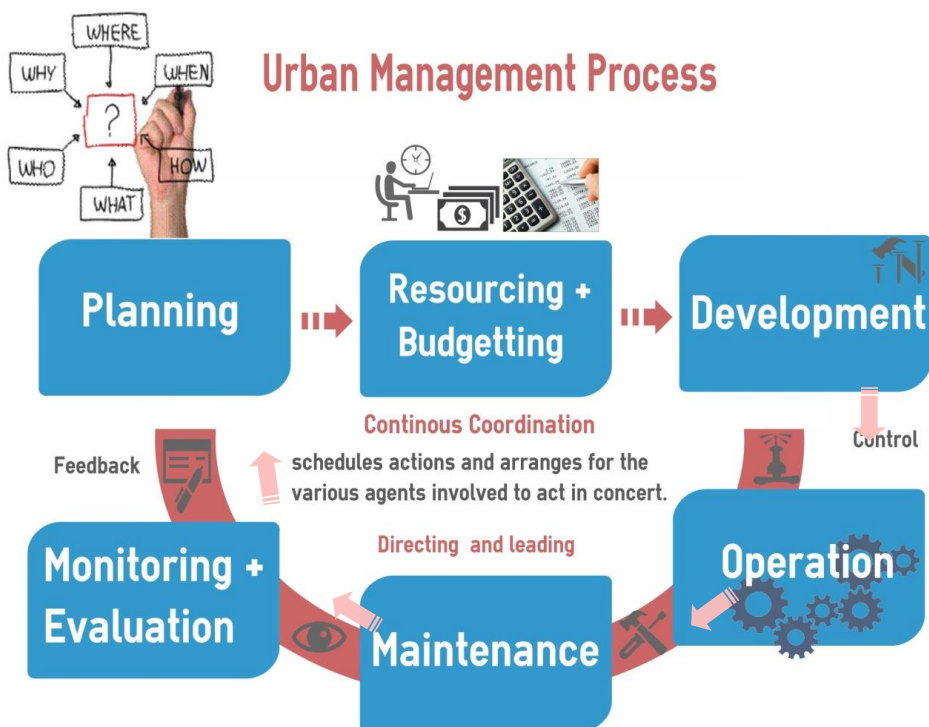 WHERE
WHY
WHEN
?
WHO
HOW
WHAT
Urban Management Process
$
Planning
Resourcing +
Budgetting
Development
Continous Coordination
Control
Feedback
schedules actions and arranges for the
various agents involved to act in concert.
Directing and leading
Monitoring +
Evaluation
Maintenance
Operation